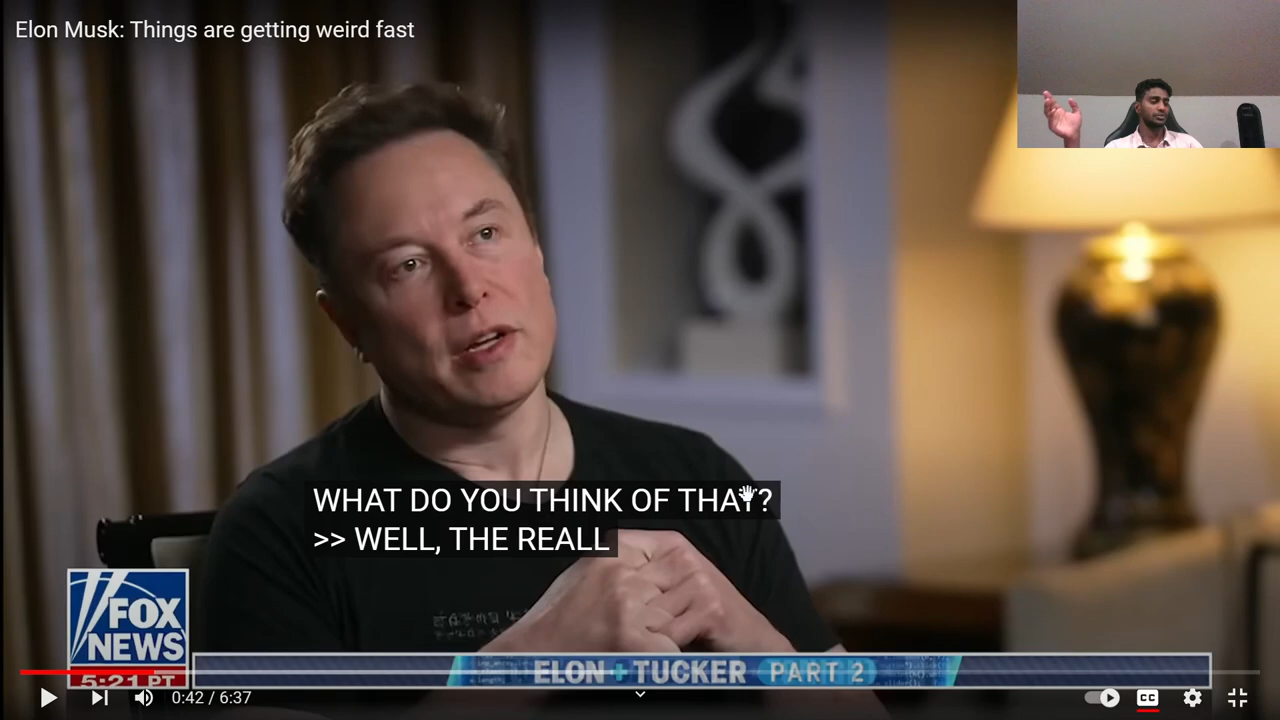 Elon Musk: Things are getting weird fast
WHAT DO YOU THINK OF THAT?
>> WELL, THE REALL
FOX
NEWS
5:21 PT
ELON + TUCKER PART 2
0:42 / 6:37
CC